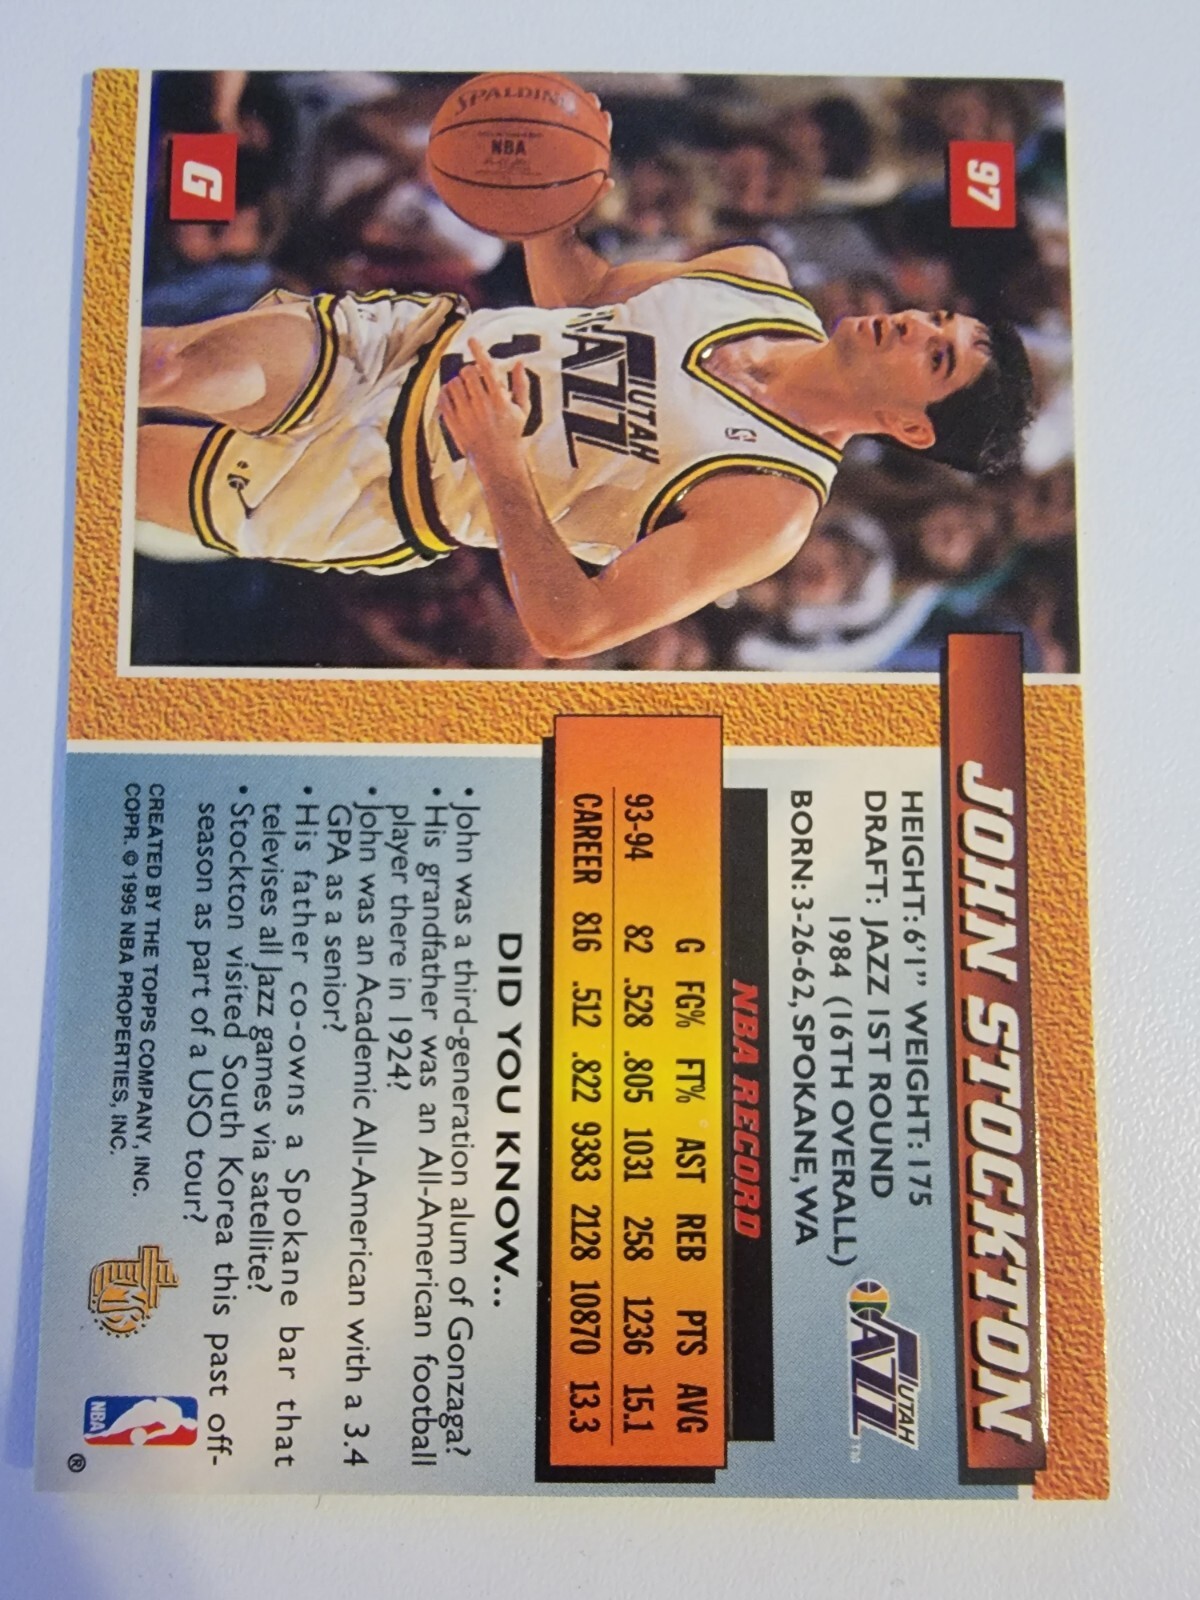 97
G
SPALDING
NBA
UTAH
JAZZ
JOHN STOCKTON
HEIGHT: 6'1" WEIGHT: 175
DRAFT: JAZZ 1ST ROUND
1984 (16TH OVERALL)
BORN: 3-26-62, SPOKANE, WA
UTAH
JAZZ
TM
NBA RECORD
G FG% FT% AST REB PTS AVG
93-94 82 .528 .805 1031 258 1236 15.1
CAREER 816 .512 .822 9383 2128 10870 13.3
DID YOU KNOW...
• John was a third-generation alum of Gonzaga?
• His grandfather was an All-American football
player there in 1924?
• John was an Academic All-American with a 3.4
GPA as a senior?
• His father co-owns a Spokane bar that
televises all Jazz games via satellite?
• Stockton visited South Korea this past off-
season as part of a USO tour?
CREATED BY THE TOPPS COMPANY, INC.
COPR. © 1995 NBA PROPERTIES, INC.
NBA
®